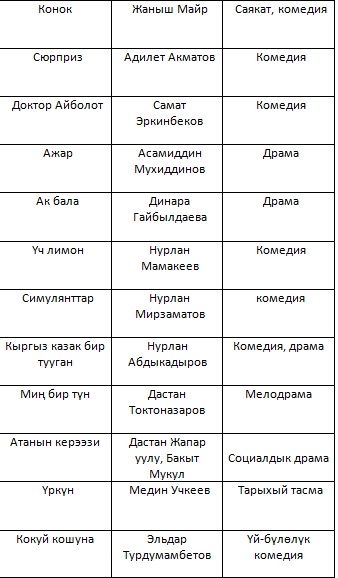 Конок Жаныш Майр Саякат, комедия
Сюрприз Адилет Акматов Комедия
Доктор Айболот Самат Комедия
Эркинбеков
Ажар Асамиддин Драма
Мухиддинов
Ак бала Динара Драма
Гайбылдаева
Үч лимон Нурлан Комедия
Мамакеев
Симулянттар Нурлан комедия
Мирзаматов
Кыргыз казак бир Нурлан Комедия, драма
тууган Абдыкадыров
Миң бир түн Дастан Мелодрама
Токтоназаров
Атанын керээзи Дастан Жапар
уулу, Бакыт Социалдык драма
Мукул
Үркүн Медин Учкеев Тарыхый тасма
Кокуй кошуна Эльдар Үй-бүлөлүк
Турдумамбетов комедия